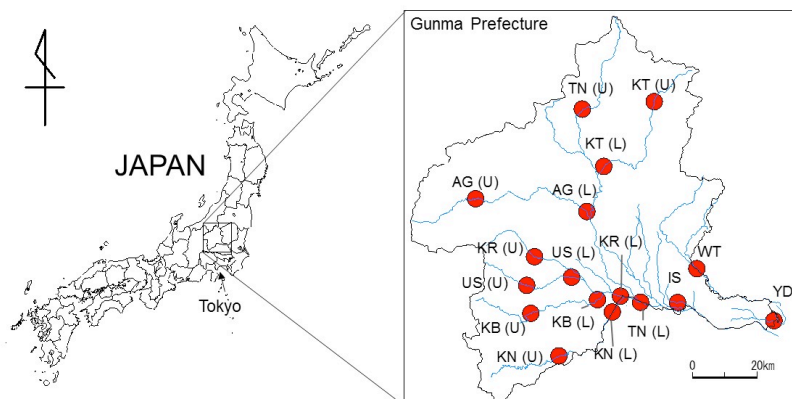 Gunma Prefecture
JAPAN
Tokyo
TN (U)
KT (U)
KT (L)
AG (U)
AG (L)
KR (U)
US (L)
KR (L)
WT
US (U)
IS
YD
KB (U)
KB (L)
TN (L)
KN (U)
KN (L)
0 20km